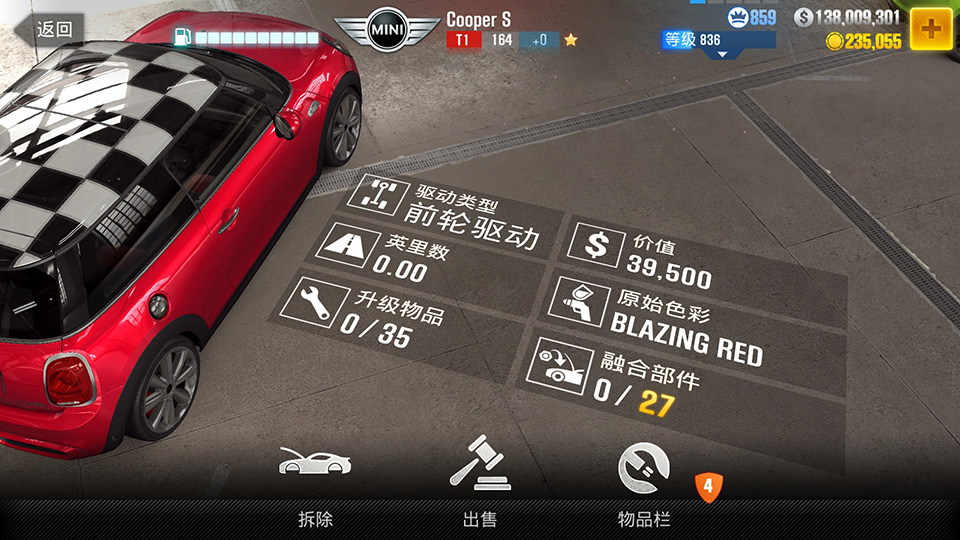 返回
MINI
Cooper S
T1 164 +0
859
138,009,301
等级 836
235,055
驱动类型
前轮驱动
英里数
0.00
升级物品
0/35
价值
39,500
原始色彩
BLAZING RED
融合部件
0/27
4
拆除
出售
物品栏